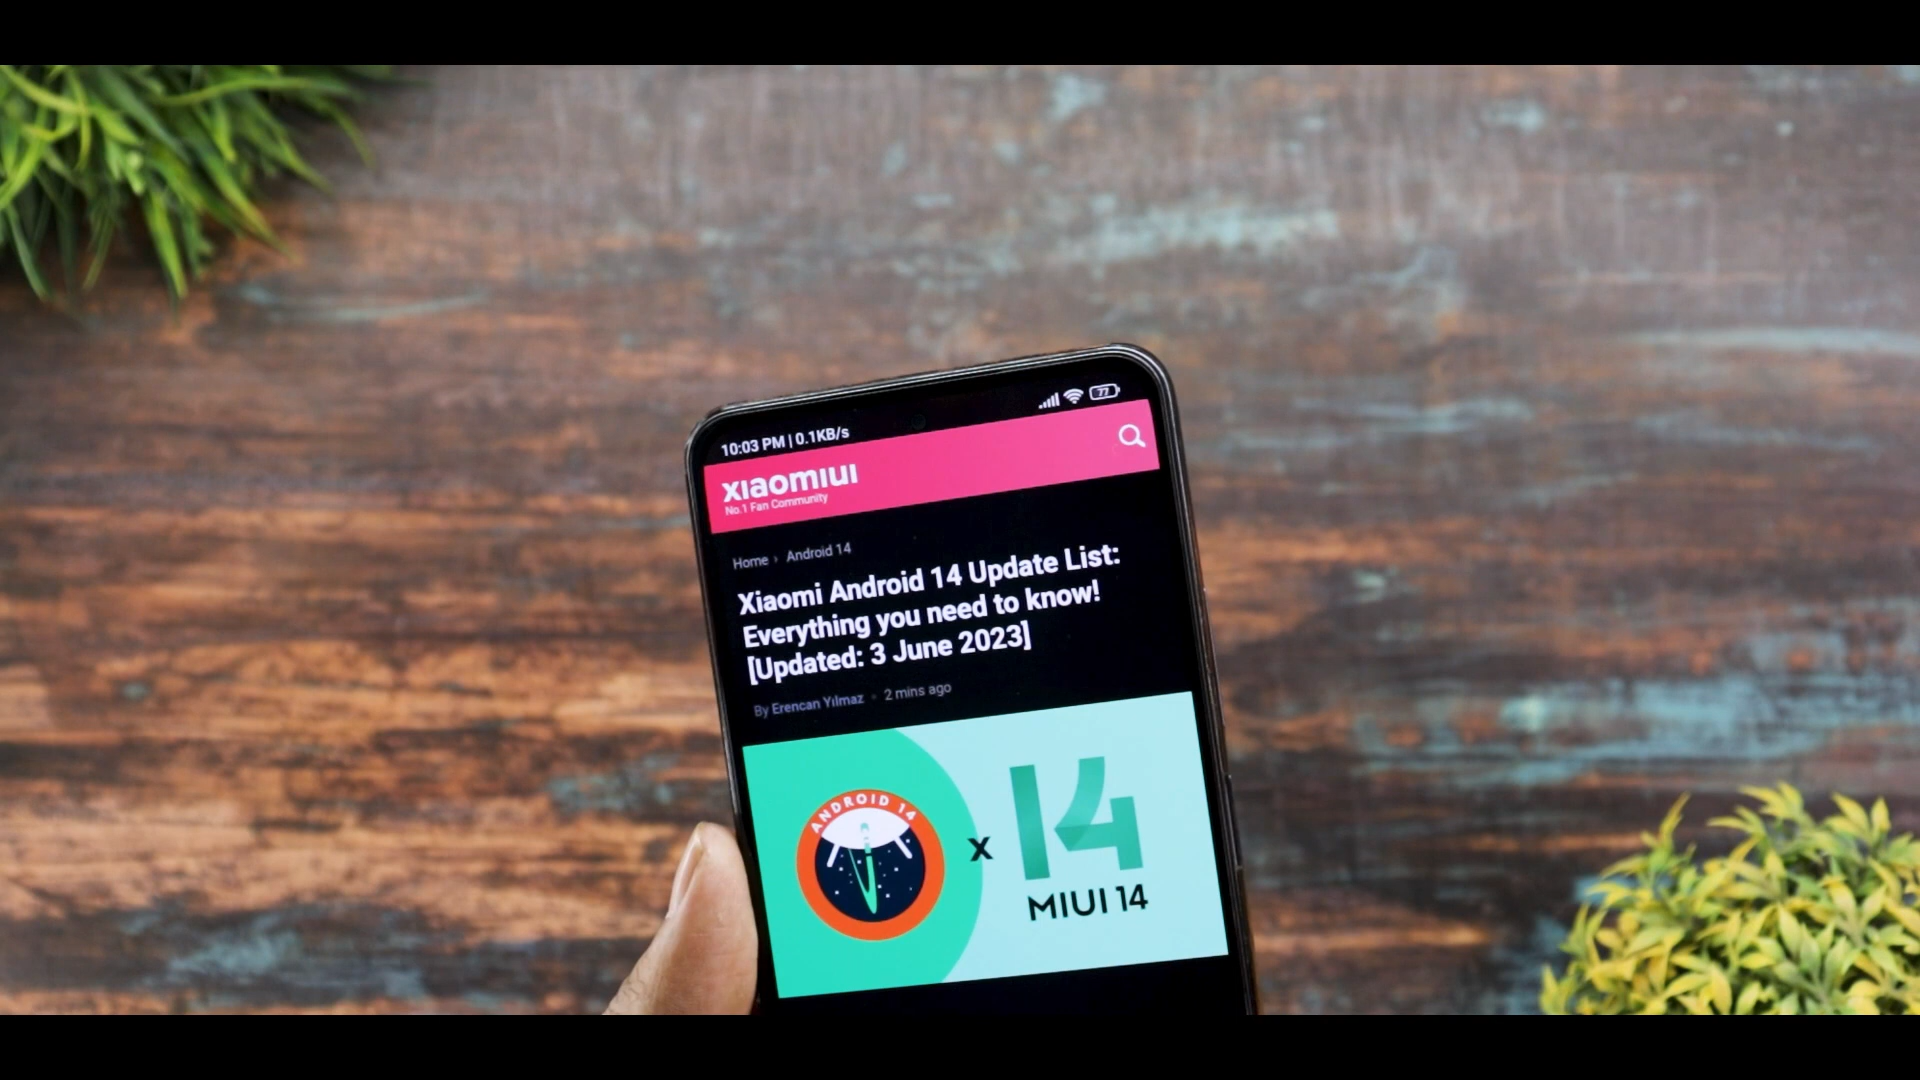 10:03 PM | 0.1KB/s
77
xiaomiui
No.1 Fan Community
Home › Android 14
Xiaomi Android 14 Update List:
Everything you need to know!
[Updated: 3 June 2023]
By Erencan Yılmaz • 2 mins ago
ANDROID 14
x
14
MIUI 14